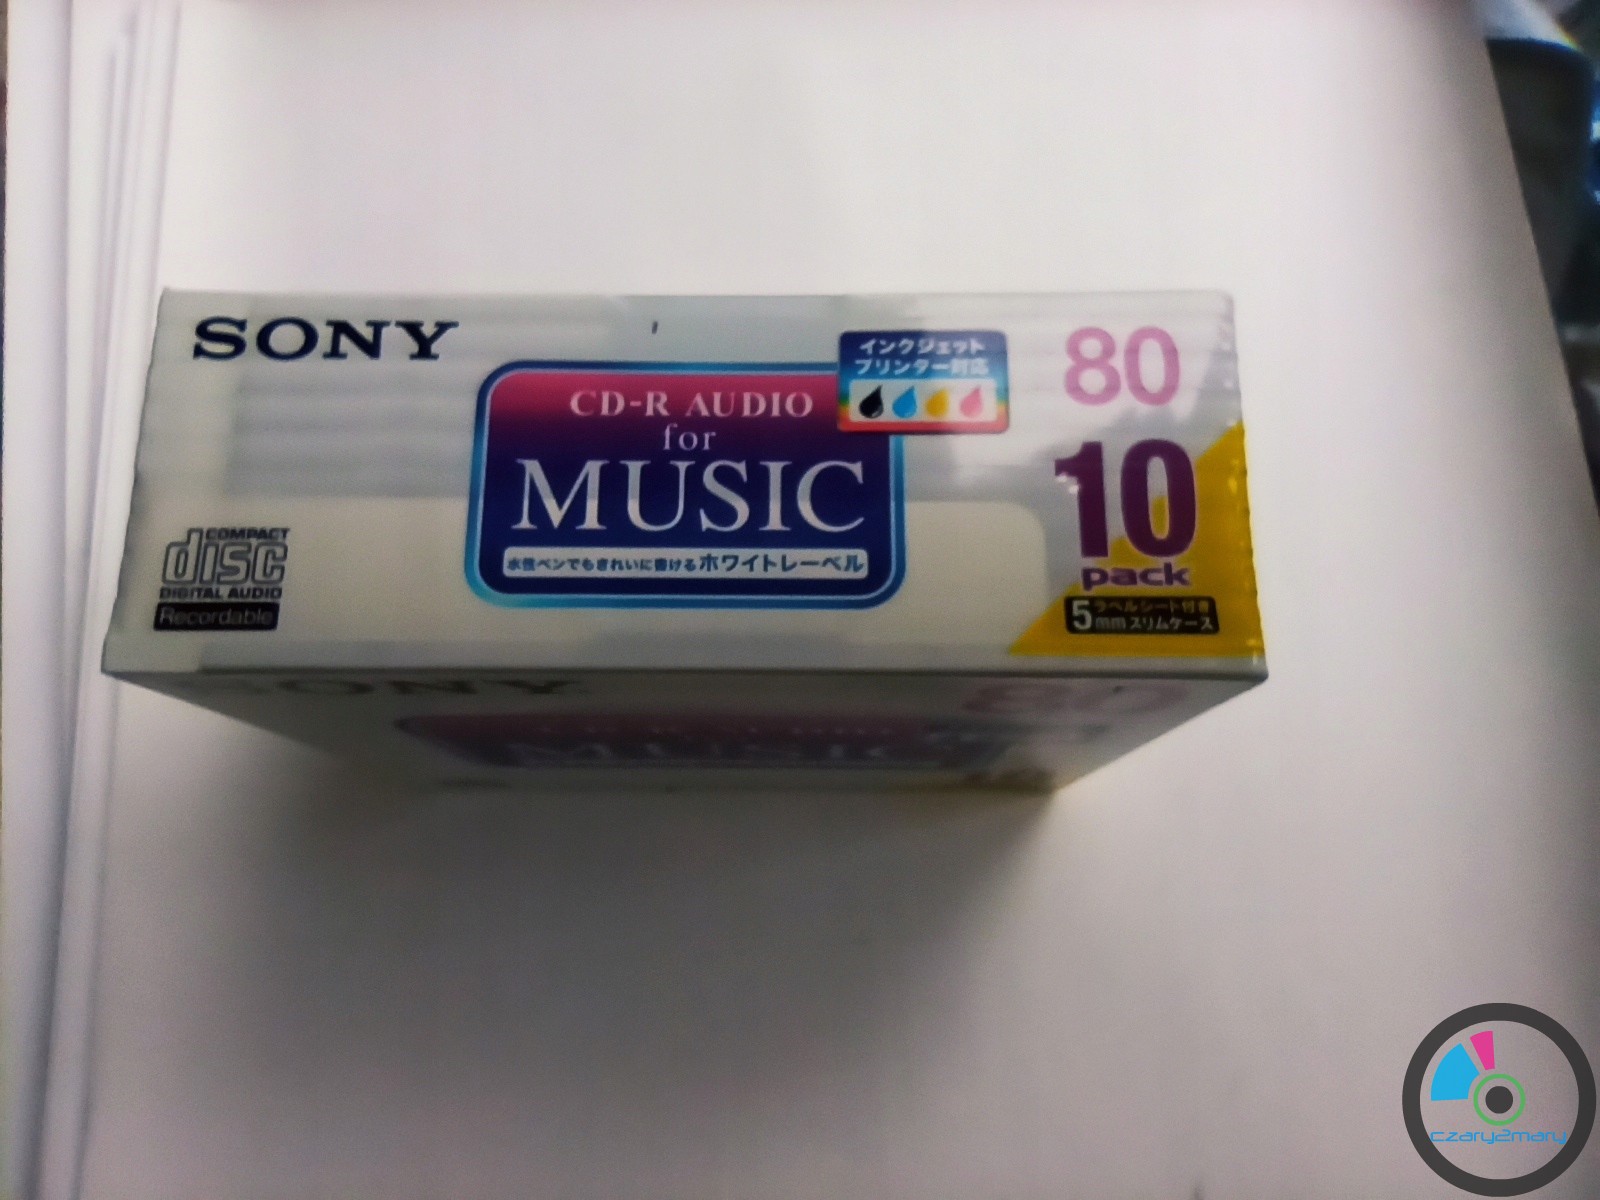 SONY
CD-R AUDIO
for
MUSIC
水性ペンでもきれいに書けるホワイトレーベル
インクジェット
プリンター対応
80
10
pack
5mm ラベルシート付き
スリムケース
COMPACT
disc
DIGITAL AUDIO
Recordable
SONY
80
MUSIC
czary2mary